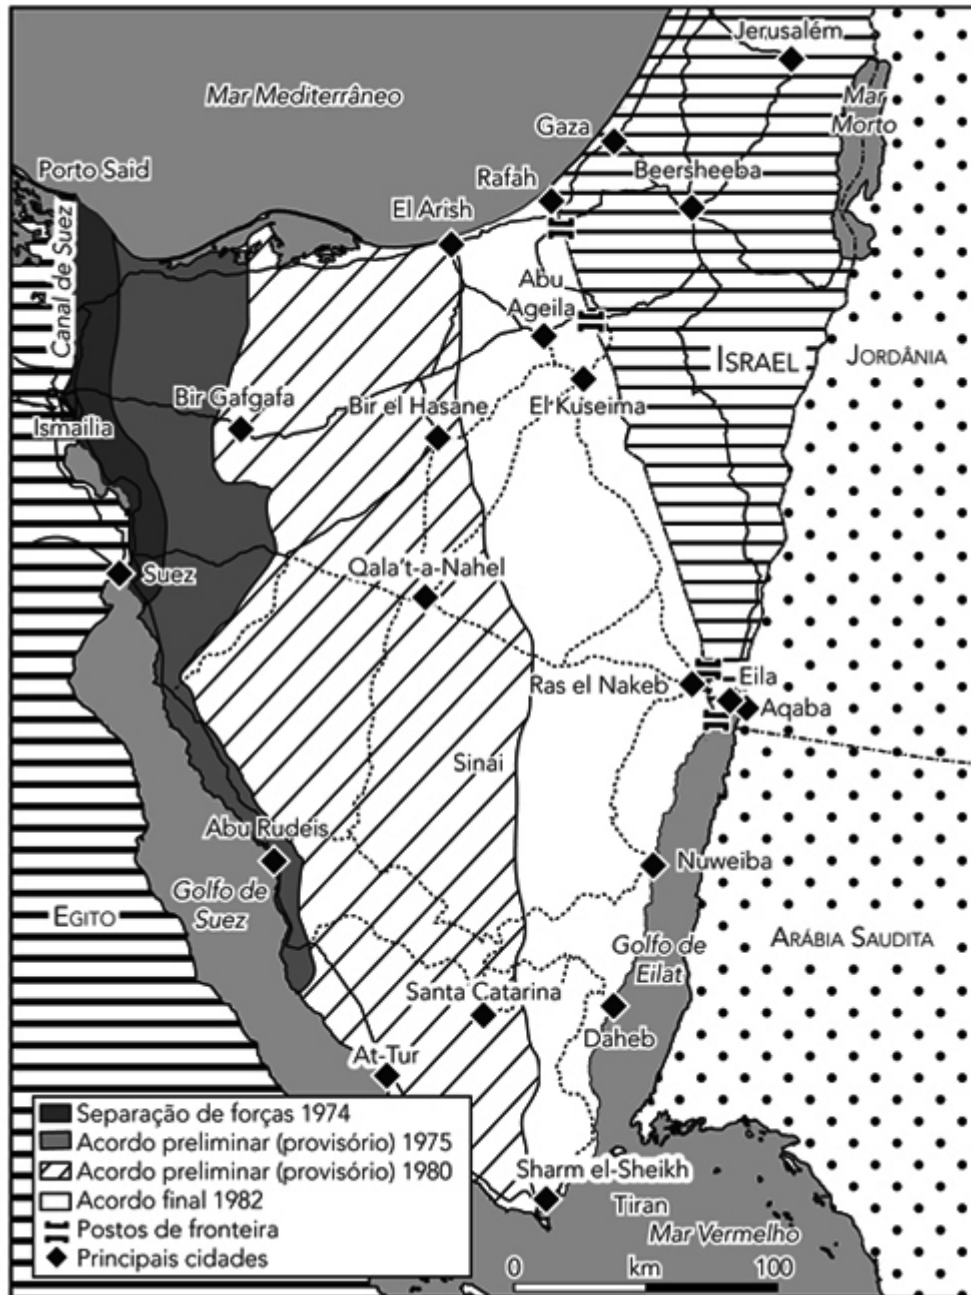 Jerusalém
Mar Mediterrâneo
Mar
Morto
Gaza
Porto Said
Rafah
Beersheeba
El Arish
Canal de Suez
Abu
Ageila
ISRAEL
JORDÂNIA
Bir Gafgafa
Bir el Hasane
El Kuseima
Ismailia
Suez
Qala't-a-Nahel
Ras el Nakeb
Eila
Aqaba
Sinái
Abu Rudeis
Nuweiba
Golfo de
Suez
EGITO
Golfo de
Eilat
ARÁBIA SAUDITA
Santa Catarina
Daheb
At-Tur
Separação de forças 1974
Acordo preliminar (provisório) 1975
Acordo preliminar (provisório) 1980
Acordo final 1982
Postos de fronteira
Principais cidades
Sharm el-Sheikh
Tiran
Mar Vermelho
0 km 100